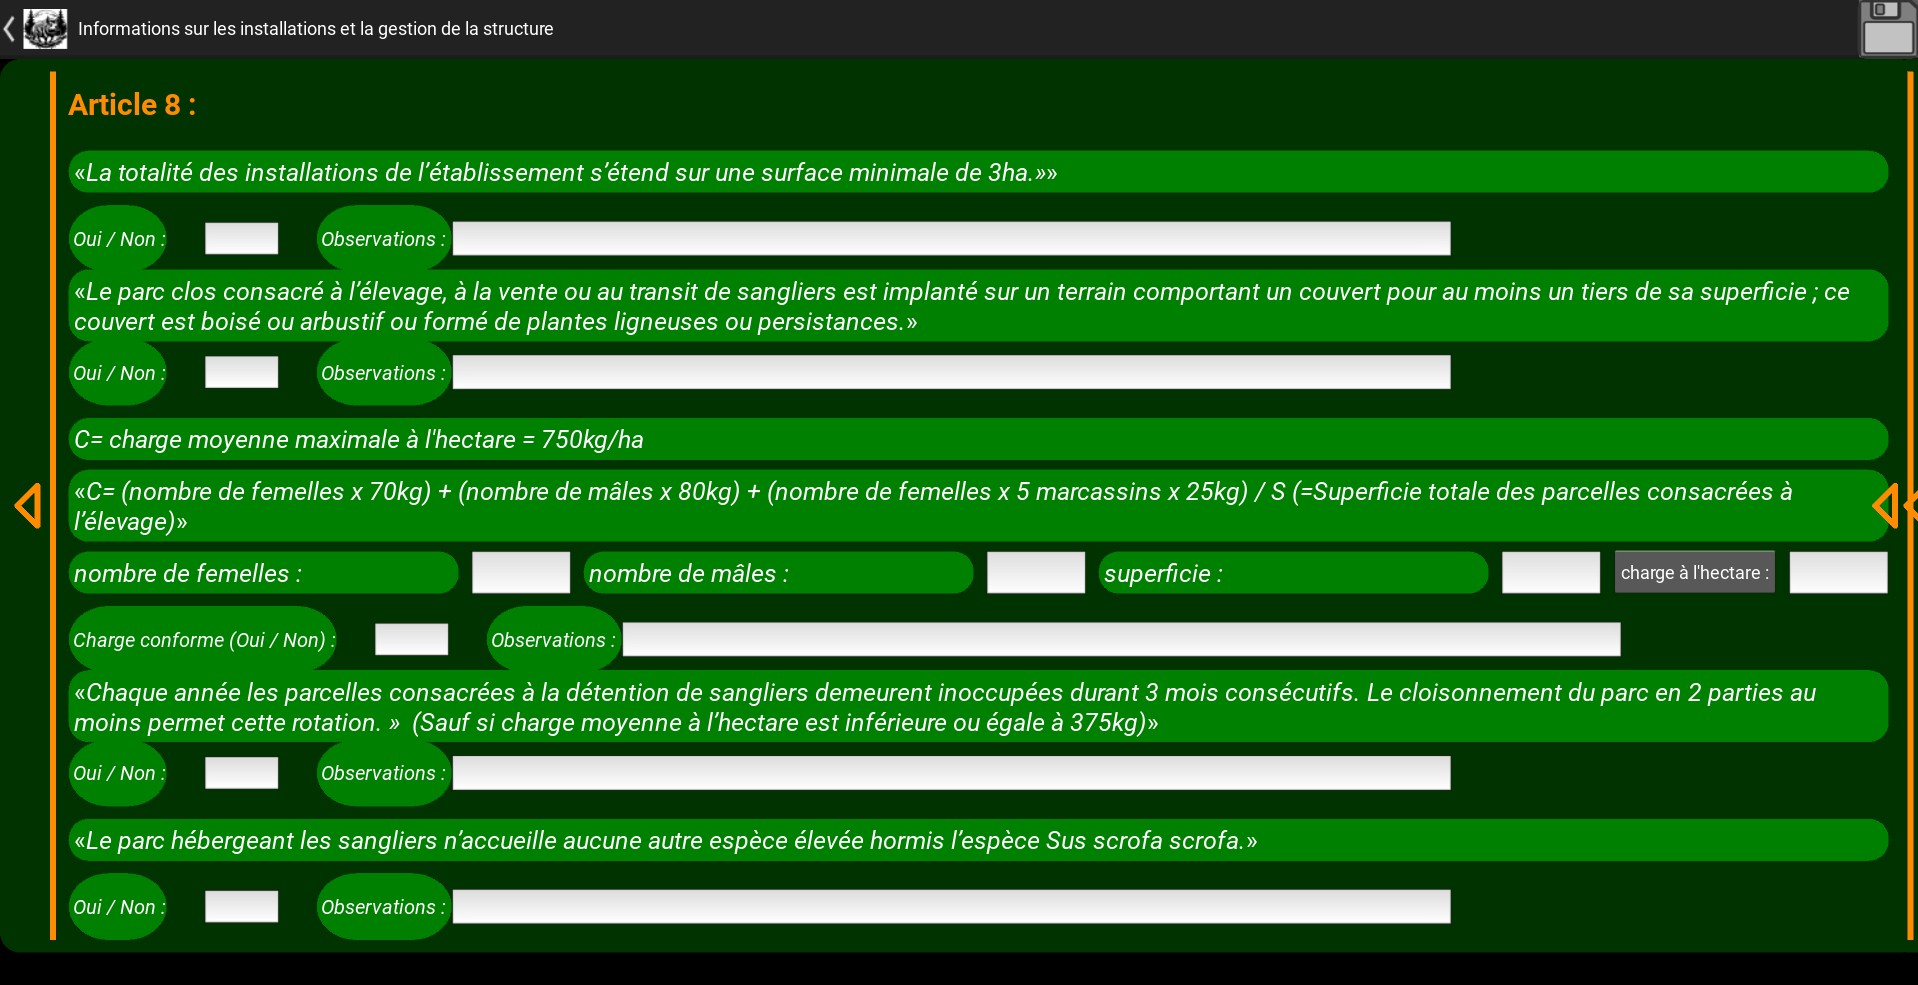 Informations sur les installations et la gestion de la structure
Article 8 :
«La totalité des installations de l’établissement s’étend sur une surface minimale de 3ha.»»
Oui / Non : Observations :
«Le parc clos consacré à l’élevage, à la vente ou au transit de sangliers est implanté sur un terrain comportant un couvert pour au moins un tiers de sa superficie ; ce
couvert est boisé ou arbustif ou formé de plantes ligneuses ou persistances.»
Oui / Non : Observations :
C= charge moyenne maximale à l'hectare = 750kg/ha
«C= (nombre de femelles x 70kg) + (nombre de mâles x 80kg) + (nombre de femelles x 5 marcassins x 25kg) / S (=Superficie totale des parcelles consacrées à
l’élevage)»
nombre de femelles : nombre de mâles : superficie : charge à l'hectare :
Charge conforme (Oui / Non) : Observations :
«Chaque année les parcelles consacrées à la détention de sangliers demeurent inoccupées durant 3 mois consécutifs. Le cloisonnement du parc en 2 parties au
moins permet cette rotation. »  (Sauf si charge moyenne à l’hectare est inférieure ou égale à 375kg)»
Oui / Non : Observations :
«Le parc hébergeant les sangliers n’accueille aucune autre espèce élevée hormis l’espèce Sus scrofa scrofa.»
Oui / Non : Observations :